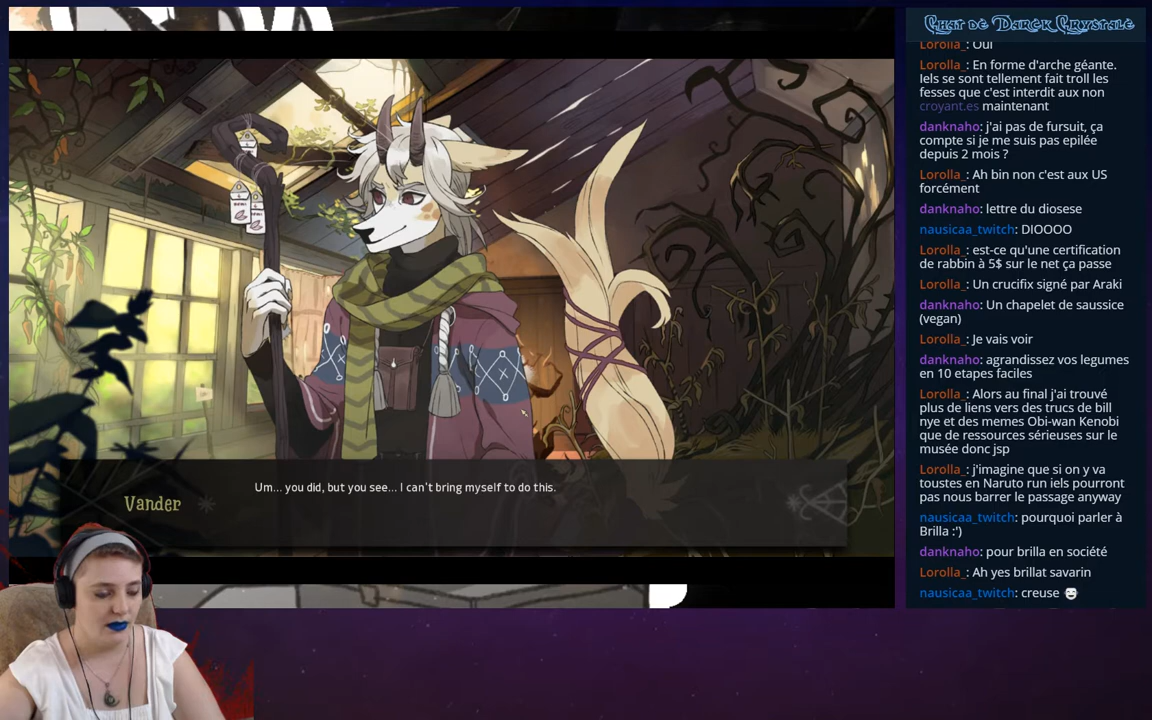 Um... you did, but you see... I can't bring myself to do this.
Vander
Chat de Darck Crystale
Lorolla_: Oui
Lorolla_: En forme d'arche géante.
Iels se sont tellement fait troll les
fesses que c'est interdit aux non
croyant.es maintenant
danknaho: j'ai pas de fursuit, ça
compte si je me suis pas epilée
depuis 2 mois ?
Lorolla_: Ah bin non c'est aux US
forcément
danknaho: lettre du diosese
nausicaa_twitch: DIOOOO
Lorolla_: est-ce qu'une certification
de rabbin à 5$ sur le net ça passe
Lorolla_: Un crucifix signé par Araki
danknaho: Un chapelet de saussice
(vegan)
Lorolla_: Je vais voir
danknaho: agrandissez vos legumes
en 10 etapes faciles
Lorolla_: Alors au final j'ai trouvé
plus de liens vers des trucs de bill
nye et des memes Obi-wan Kenobi
que de ressources sérieuses sur le
musée donc jsp
Lorolla_: j'imagine que si on y va
toustes en Naruto run iels pourront
pas nous barrer le passage anyway
nausicaa_twitch: pourquoi parler à
Brilla :')
danknaho: pour brilla en société
Lorolla_: Ah yes brillat savarin
nausicaa_twitch: creuse